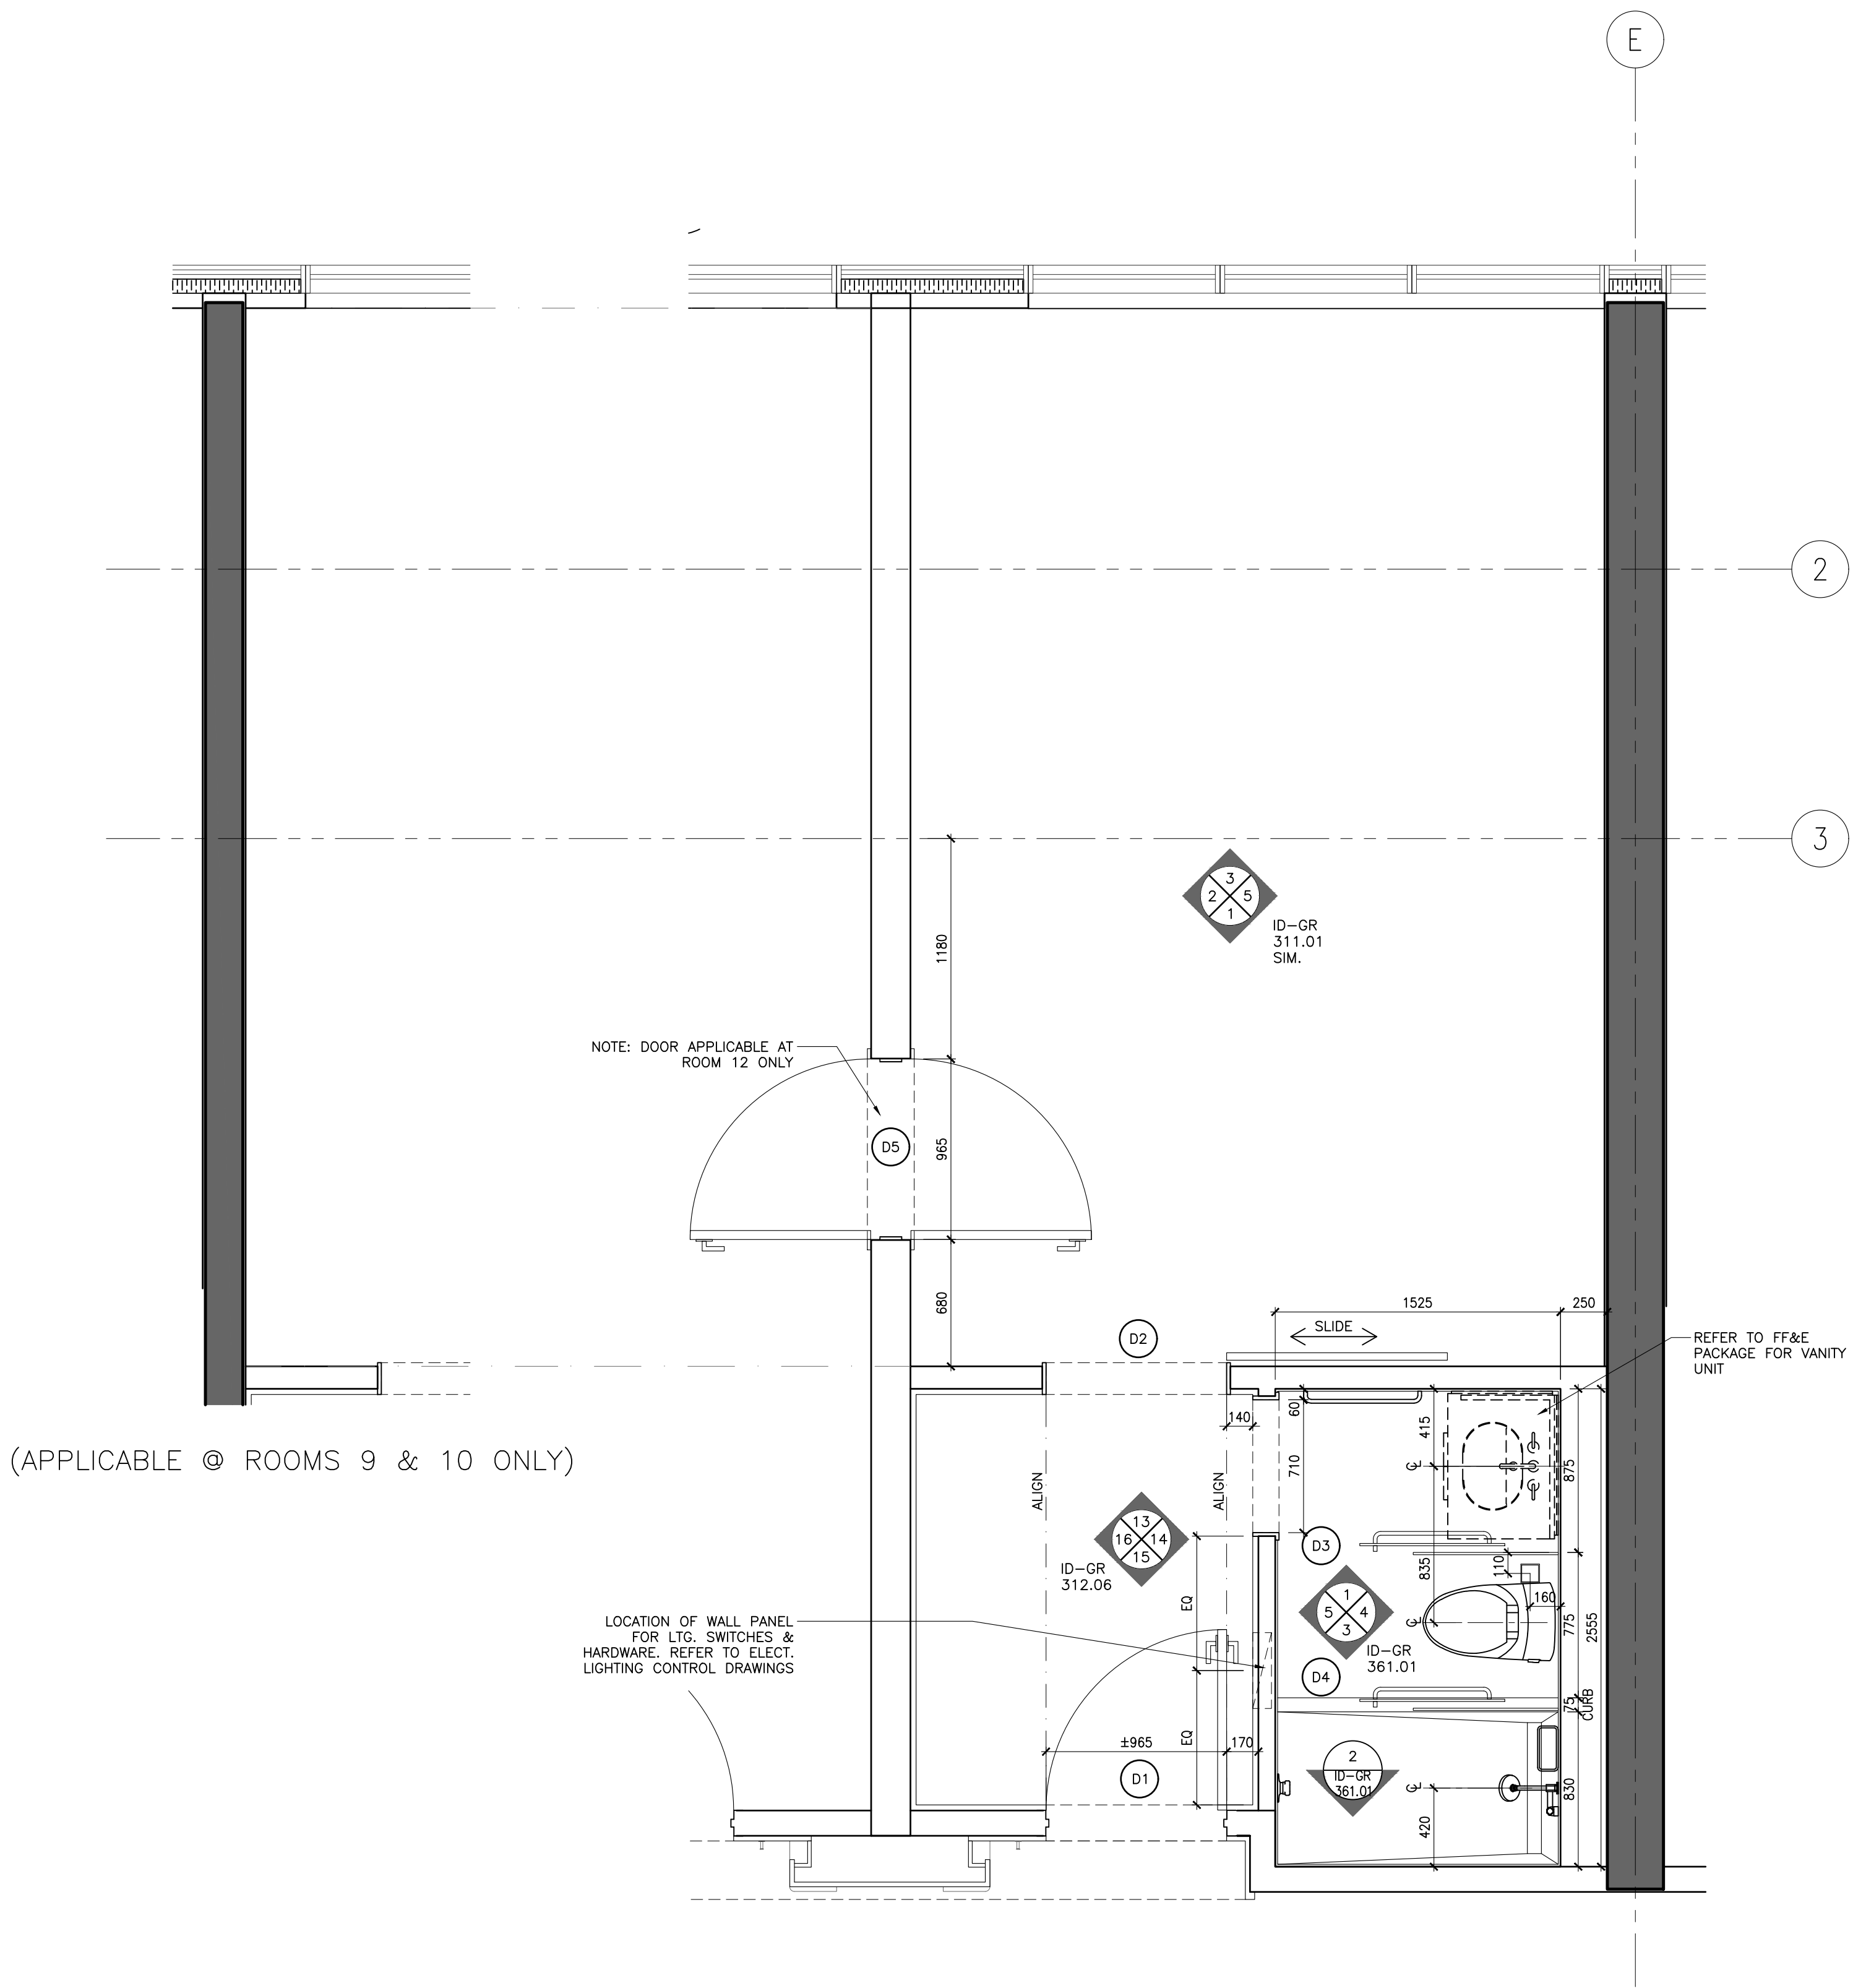 E
2
3
3
2 5
1
ID-GR
311.01
SIM.
1180
NOTE: DOOR APPLICABLE AT
ROOM 12 ONLY
D5
965
680
1525
250
SLIDE
D2
REFER TO FF&E
PACKAGE FOR VANITY
UNIT
60
140
415
875
710
(APPLICABLE @ ROOMS 9 & 10 ONLY)
ALIGN
ALIGN
13
16 14
15
ID-GR
312.06
D3
835
110
160
775
2555
EQ
1
5 4
3
ID-GR
361.01
LOCATION OF WALL PANEL
FOR LTG. SWITCHES &
HARDWARE. REFER TO ELECT.
LIGHTING CONTROL DRAWINGS
D4
75
CURB
EQ
±965
170
D1
2
ID-GR
361.01
CL
CL
CL
830
420